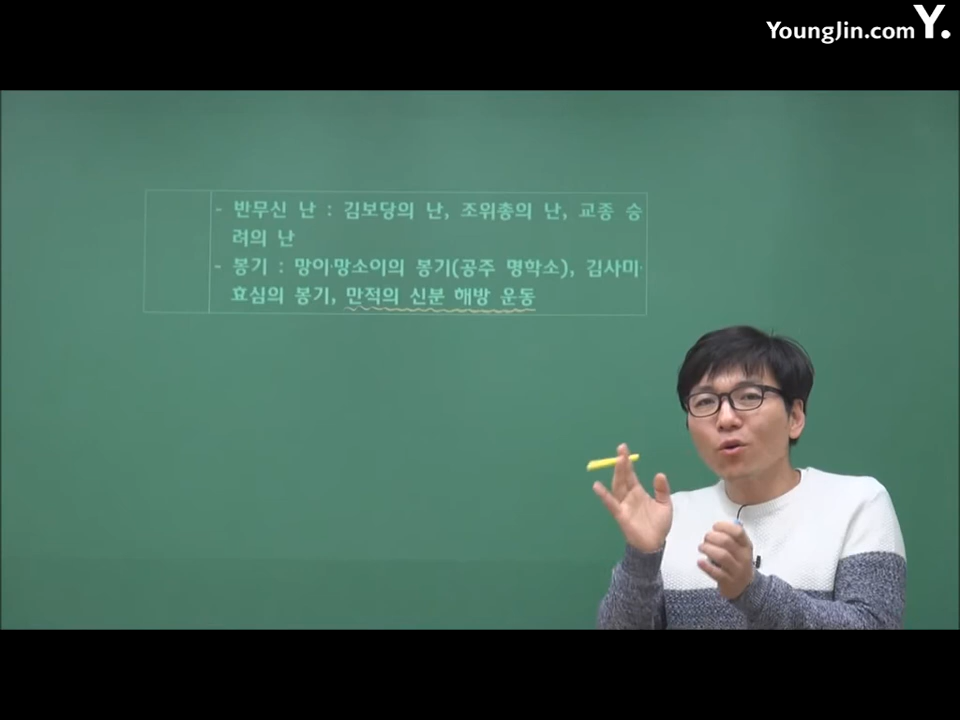 YoungJin.com Y.
- 반무신 난 : 김보당의 난, 조위총의 난, 교종 승
려의 난
- 봉기 : 망이·망소이의 봉기(공주 명학소), 김사미·
효심의 봉기, 만적의 신분 해방 운동